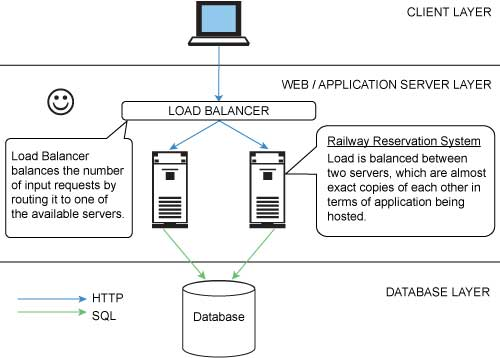 CLIENT LAYER
WEB / APPLICATION SERVER LAYER
LOAD BALANCER
Load Balancer
balances the number
of input requests by
routing it to one of
the available servers.
Railway Reservation System
Load is balanced between
two servers, which are almost
exact copies of each other in
terms of application being
hosted.
DATABASE LAYER
HTTP
SQL
Database